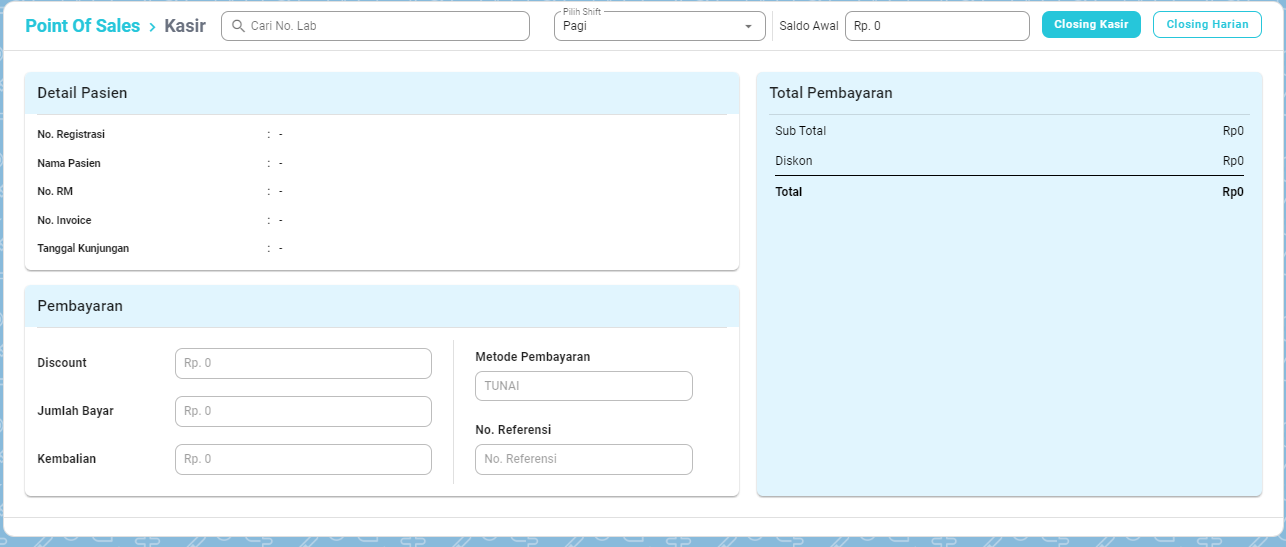 Point Of Sales › Kasir
Cari No. Lab
Pilih Shift
Pagi
Saldo Awal
Rp. 0
Closing Kasir
Closing Harian
Detail Pasien
No. Registrasi : -
Nama Pasien : -
No. RM : -
No. Invoice : -
Tanggal Kunjungan : -
Pembayaran
Discount Rp. 0
Jumlah Bayar Rp. 0
Kembalian Rp. 0
Metode Pembayaran
TUNAI
No. Referensi
No. Referensi
Total Pembayaran
Sub Total Rp0
Diskon Rp0
Total Rp0